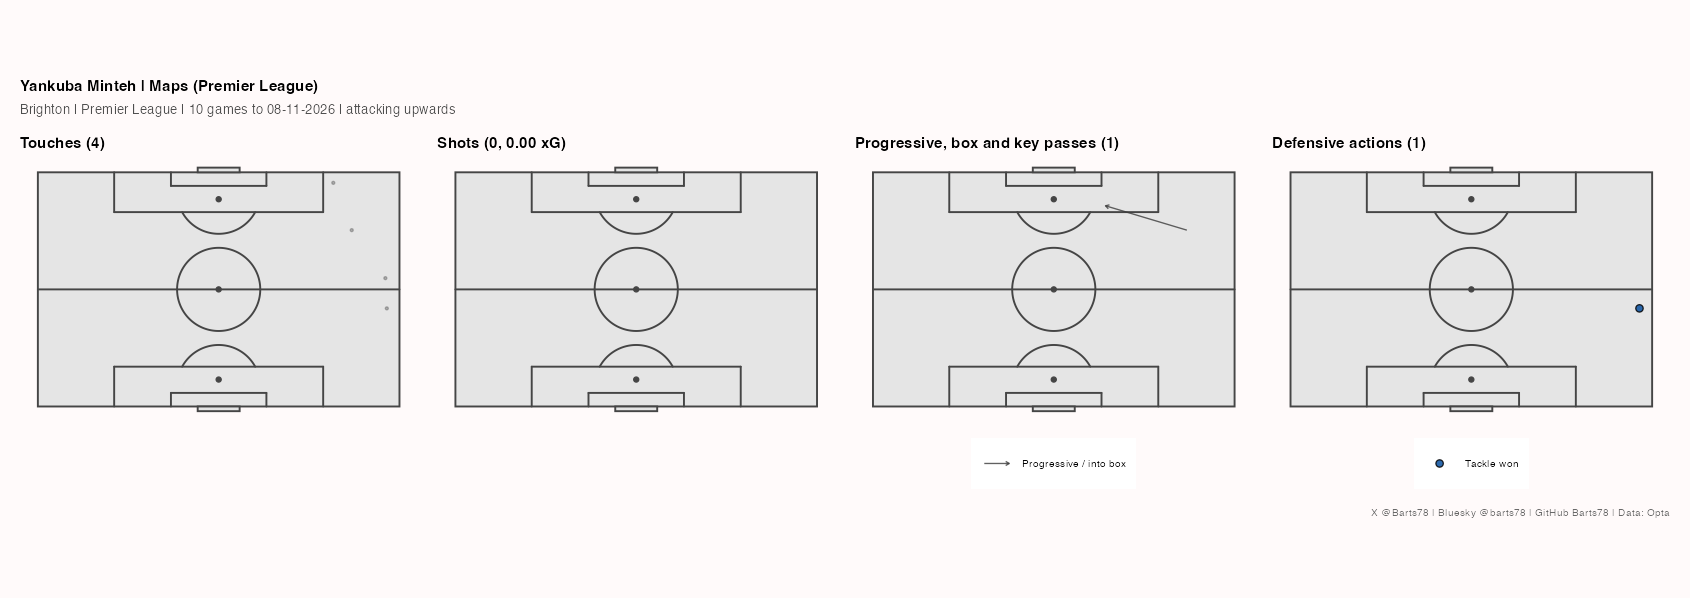 Yankuba Minteh | Maps (Premier League)
Brighton | Premier League | 10 games to 08-11-2026 | attacking upwards
Touches (4)
Shots (0, 0.00 xG)
Progressive, box and key passes (1)
Defensive actions (1)
Progressive / into box
Tackle won
X @Barts78 | Bluesky @barts78 | GitHub Barts78 | Data: Opta